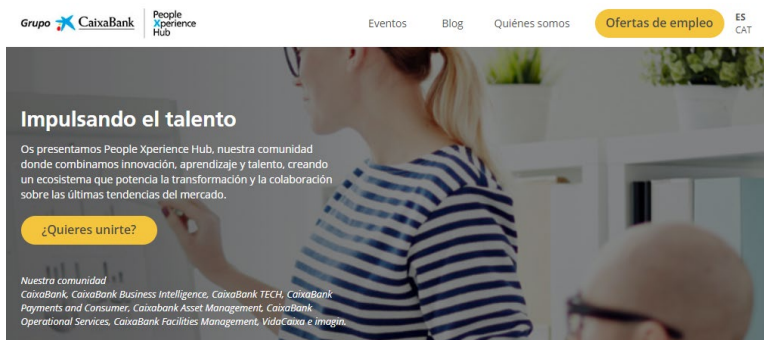 Grupo CaixaBank
People
Xperience
Hub
Eventos Blog Quiénes somos Ofertas de empleo ES
CAT
Impulsando el talento
Os presentamos People Xperience Hub, nuestra comunidad
donde combinamos innovación, aprendizaje y talento, creando
un ecosistema que potencia la transformación y la colaboración
sobre las últimas tendencias del mercado.
¿Quieres unirte?
Nuestra comunidad
CaixaBank, CaixaBank Business Intelligence, CaixaBank TECH, CaixaBank
Payments and Consumer, Caixabank Asset Management, CaixaBank
Operational Services, CaixaBank Facilities Management, VidaCaixa e imagin.